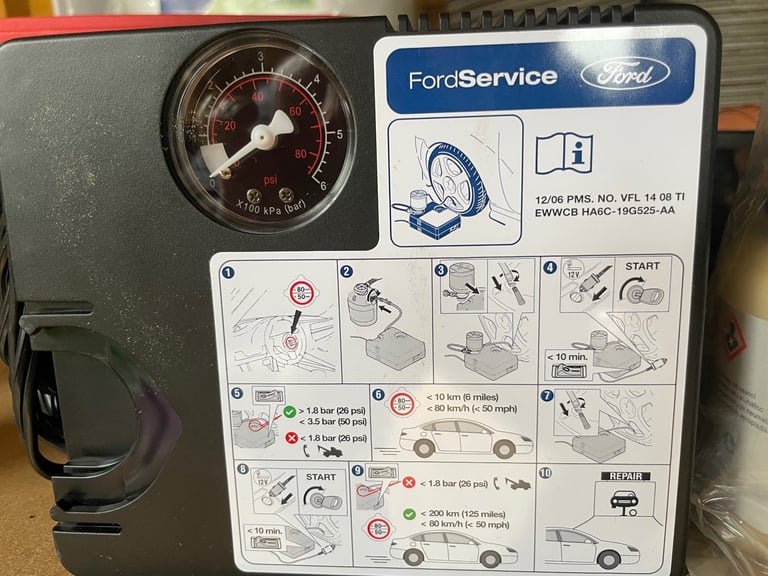 FordService
Ford
2
3
4
5
6
0
20
40
60
80
psi
X100 kPa (bar)
12/06 PMS. NO. VFL 14 08 TI
EWWCB HA6C-19G525-AA
1
80
50
2
3
4
12V
START
< 10 min.
5
> 1.8 bar (26 psi)
< 3.5 bar (50 psi)
< 1.8 bar (26 psi)
6
80
50
< 10 km (6 miles)
< 80 km/h (< 50 mph)
7
8
12V
START
< 10 min.
9
< 1.8 bar (26 psi)
80
50
< 200 km (125 miles)
< 80 km/h (< 50 mph)
10
REPAIR